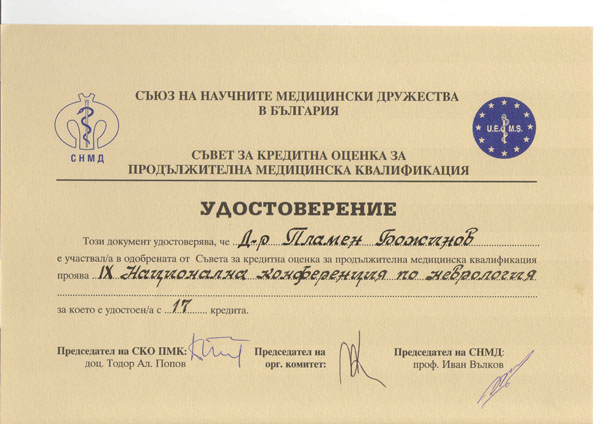 СЪЮЗ НА НАУЧНИТЕ МЕДИЦИНСКИ ДРУЖЕСТВА
В БЪЛГАРИЯ
СНМД
U.E.M.S.
СЪВЕТ ЗА КРЕДИТНА ОЦЕНКА ЗА
ПРОДЪЛЖИТЕЛНА МЕДИЦИНСКА КВАЛИФИКАЦИЯ
УДОСТОВЕРЕНИЕ
Този документ удостоверява, че Д-р Пламен Божинов
е участвал/а в одобрената от Съвета за кредитна оценка за продължителна медицинска квалификация
проява IX Национална конференция по неврология
за което е удостоен/а с 17 кредита.
Председател на СКО ПМК:
доц. Тодор Ал. Попов
Председател на
орг. комитет:
Председател на СНМД:
проф. Иван Вълков